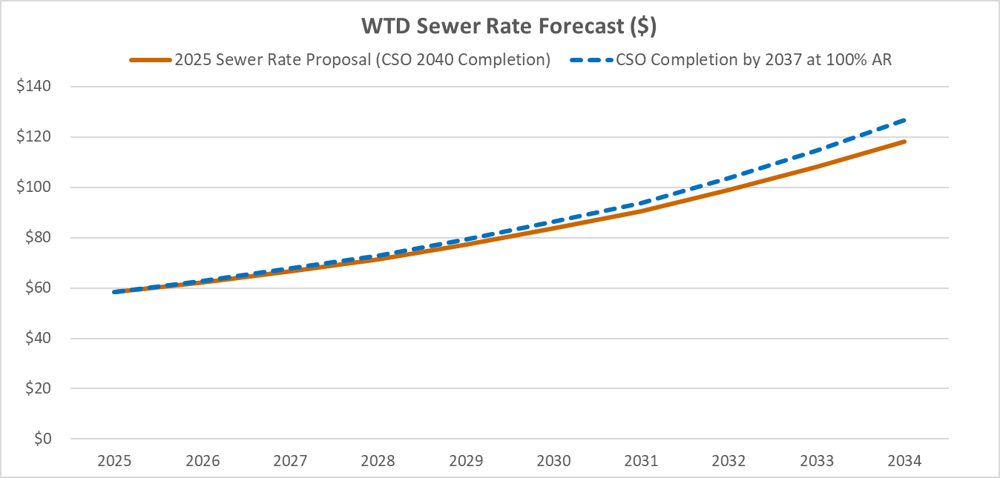 WTD Sewer Rate Forecast ($)
2025 Sewer Rate Proposal (CSO 2040 Completion) CSO Completion by 2037 at 100% AR
$140
$120
$100
$80
$60
$40
$20
$0
2025 2026 2027 2028 2029 2030 2031 2032 2033 2034